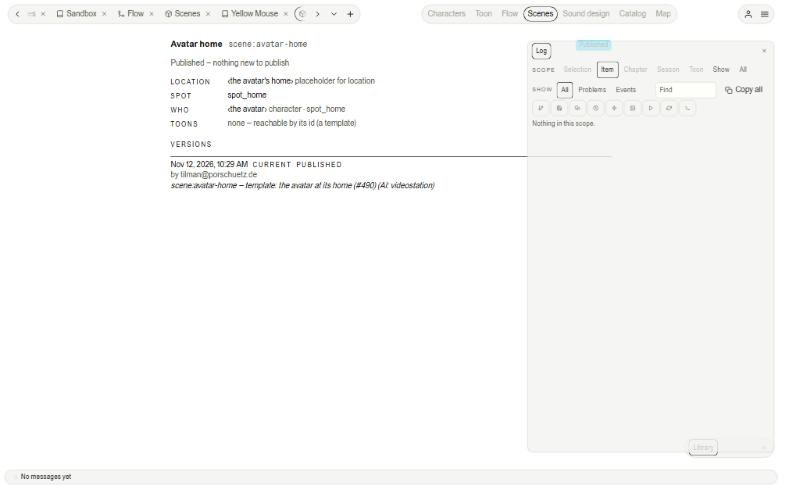 Sandbox × Flow × Scenes × Yellow Mouse ×
Characters Toon Flow Scenes Sound design Catalog Map
Avatar home scene:avatar-home
Published – nothing new to publish
LOCATION ‹the avatar's home› placeholder for location
SPOT spot_home
WHO ‹the avatar› character · spot_home
TOONS none – reachable by its id (a template)
VERSIONS
Nov 12, 2026, 10:29 AM CURRENT PUBLISHED
by tilman@porschuetz.de
scene:avatar-home – template: the avatar at its home (#490) (AI: videostation)
Published
Log ×
SCOPE Selection Item Chapter Season Toon Show All
SHOW All Problems Events Find Copy all
Nothing in this scope.
Library
No messages yet